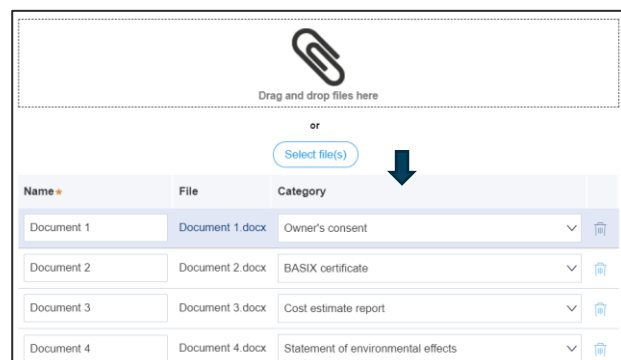 Drag and drop files here
or
Select file(s)
Name★ File Category
Document 1 Document 1.docx Owner's consent
Document 2 Document 2.docx BASIX certificate
Document 3 Document 3.docx Cost estimate report
Document 4 Document 4.docx Statement of environmental effects